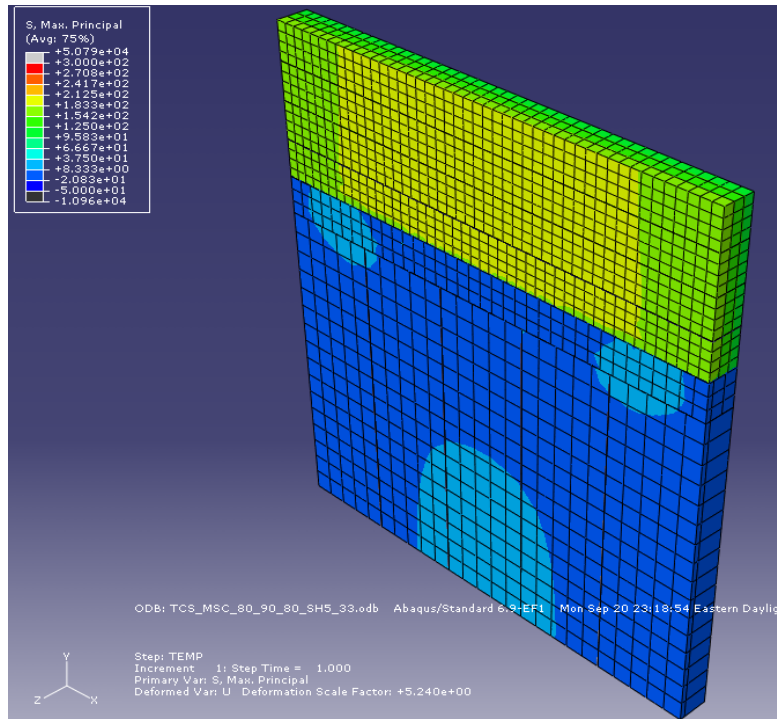 S, Max. Principal
(Avg: 75%)
+5.079e+04
+3.000e+02
+2.708e+02
+2.417e+02
+2.125e+02
+1.833e+02
+1.542e+02
+1.250e+02
+9.583e+01
+6.667e+01
+3.750e+01
+8.333e+00
-2.083e+01
-5.000e+01
-1.096e+04
ODB: TCS_MSC_80_90_80_SH5_33.odb Abaqus/Standard 6.9-EF1 Mon Sep 20 23:18:54 Eastern Daylig
Step: TEMP
Increment 1: Step Time = 1.000
Primary Var: S, Max. Principal
Deformed Var: U Deformation Scale Factor: +5.240e+00
Y
Z X